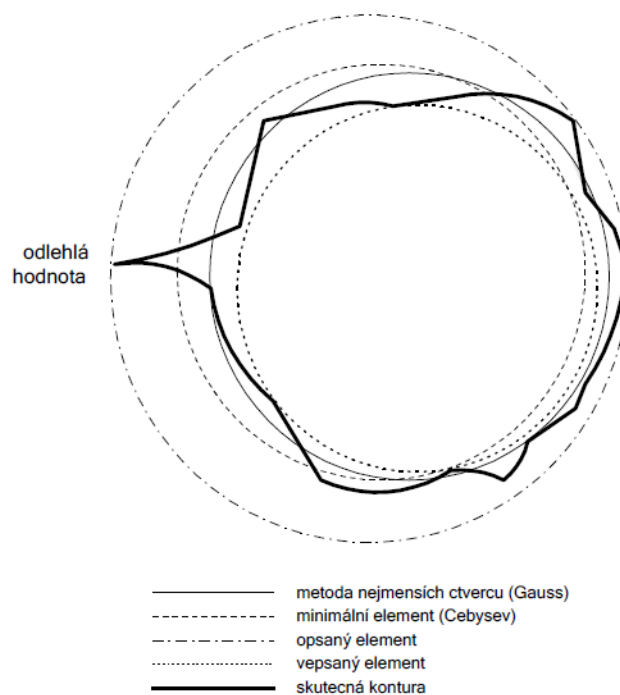 odlehlá
hodnota
metoda nejmensích ctvercu (Gauss)
minimální element (Cebysev)
opsaný element
vepsaný element
skutecná kontura